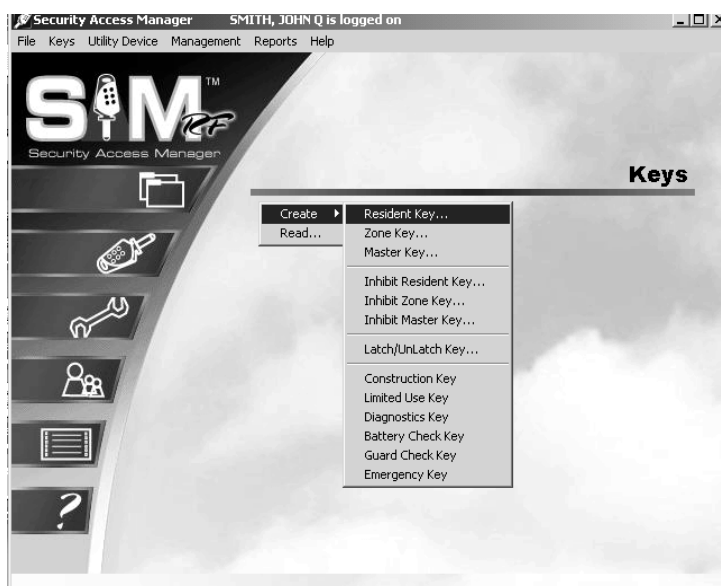 Security Access Manager SMITH, JOHN Q is logged on
File Keys Utility Device Management Reports Help
SAM TM
RF
Security Access Manager
Keys
Create
Read...
Resident Key...
Zone Key...
Master Key...
Inhibit Resident Key...
Inhibit Zone Key...
Inhibit Master Key...
Latch/UnLatch Key...
Construction Key
Limited Use Key
Diagnostics Key
Battery Check Key
Guard Check Key
Emergency Key
?